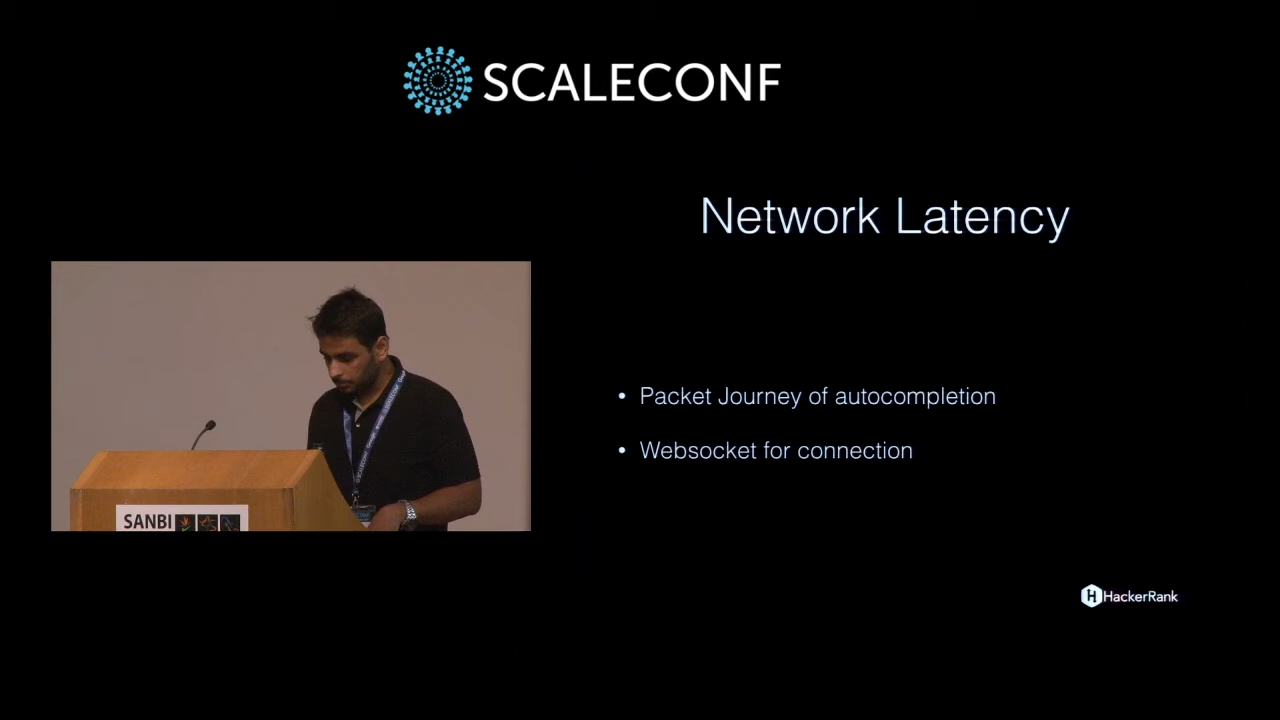 SCALECONF
Network Latency
• Packet Journey of autocompletion
• Websocket for connection
SANBI
HackerRank